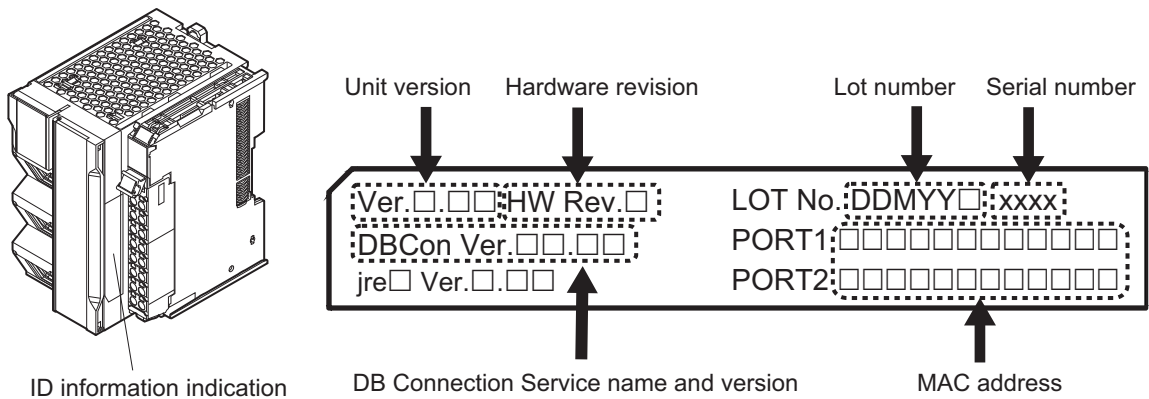 Unit version Hardware revision Lot number Serial number
Ver.□.□□ HW Rev.□ LOT No. DDMYY□ xxxx
DBCon Ver.□□.□□ PORT1 □□□□□□□□□□□□
jre□ Ver.□.□□ PORT2 □□□□□□□□□□□□
ID information indication DB Connection Service name and version MAC address